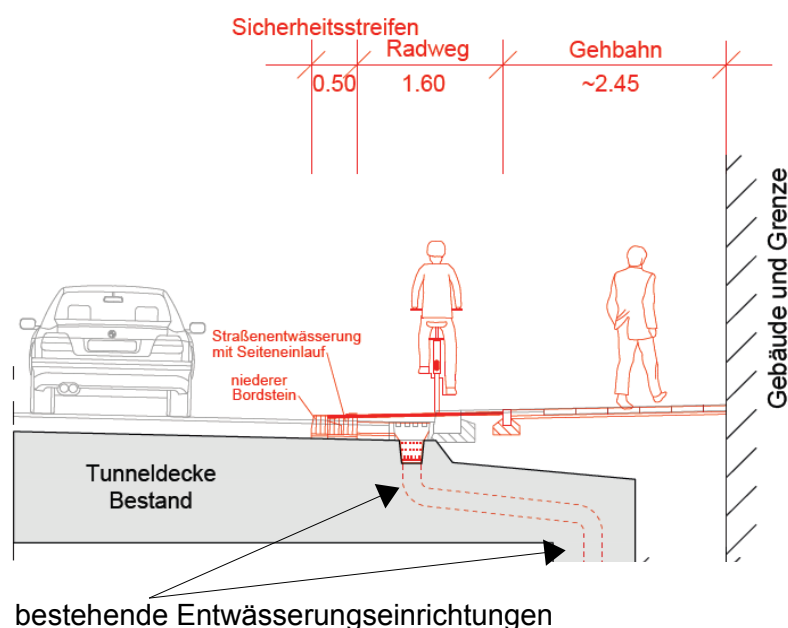 Sicherheitsstreifen
Radweg
Gehbahn
0.50
1.60
~2.45
Gebäude und Grenze
Straßenentwässerung
mit Seiteneinlauf
niederer
Bordstein
Tunneldecke
Bestand
bestehende Entwässerungseinrichtungen